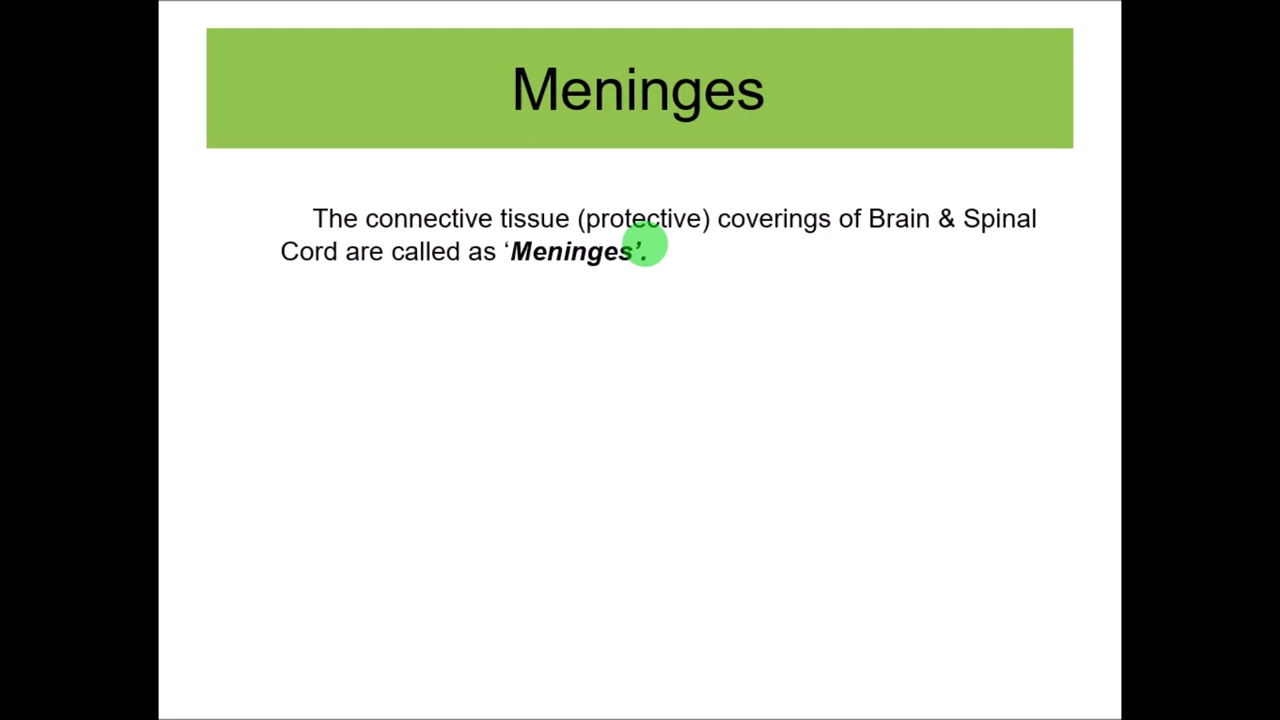 Meninges
The connective tissue (protective) coverings of Brain & Spinal
Cord are called as ‘Meninges’.